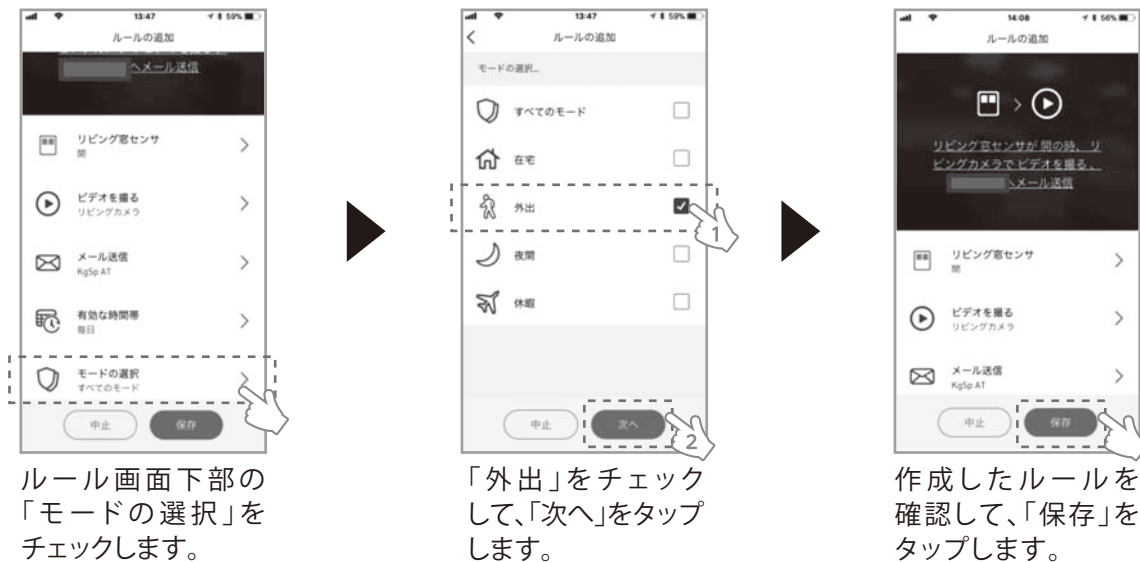 13:47
59%
ルールの追加
へメール送信
リビング窓センサ
開
ビデオを撮る
リビングカメラ
メール送信
KgSp AT
有効な時間帯
毎日
モードの選択
すべてのモード
中止
保存
ルール画面下部の
「モードの選択」を
チェックします。
13:47
59%
ルールの追加
モードの選択...
すべてのモード
在宅
外出
1
夜間
休暇
中止
次へ
2
「外出」をチェック
して、「次へ」をタップ
します。
14:08
56%
ルールの追加
リビング窓センサが 開の時、 リ
ビングカメラで ビデオを撮る 、
へメール送信
リビング窓センサ
開
ビデオを撮る
リビングカメラ
メール送信
KgSp AT
中止
保存
作成したルールを
確認して、「保存」を
タップします。